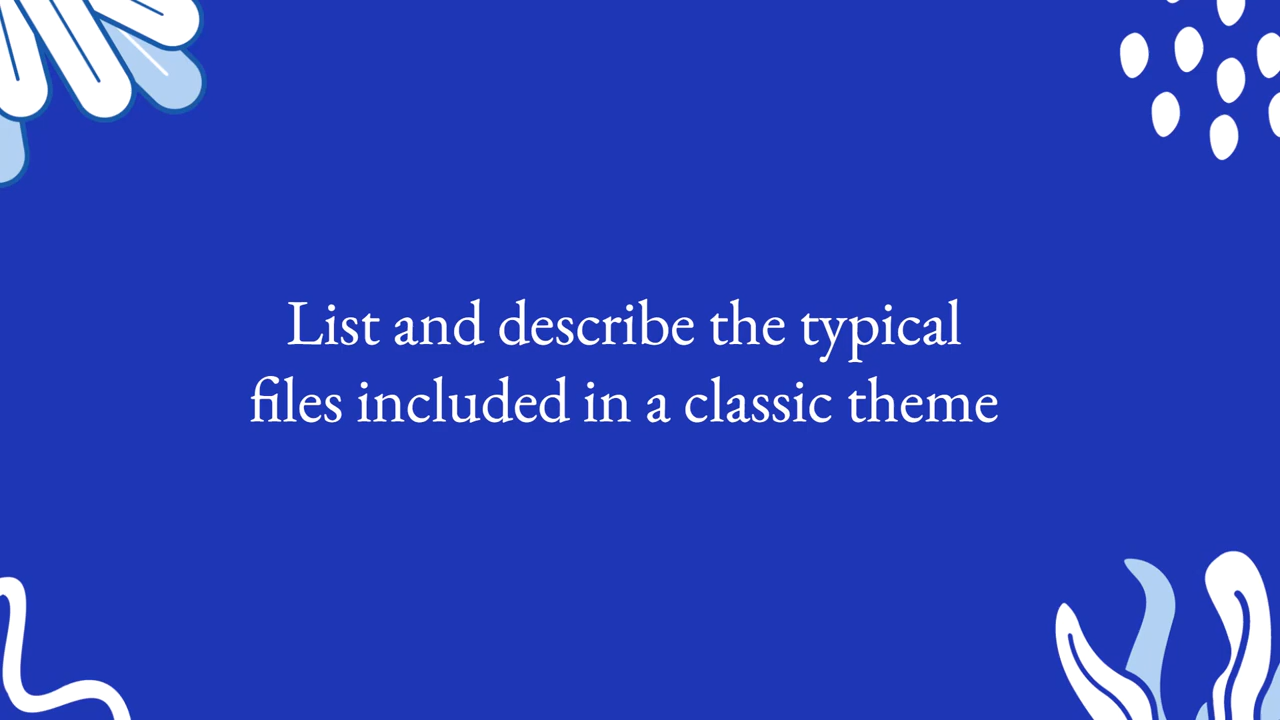 List and describe the typical
files included in a classic theme